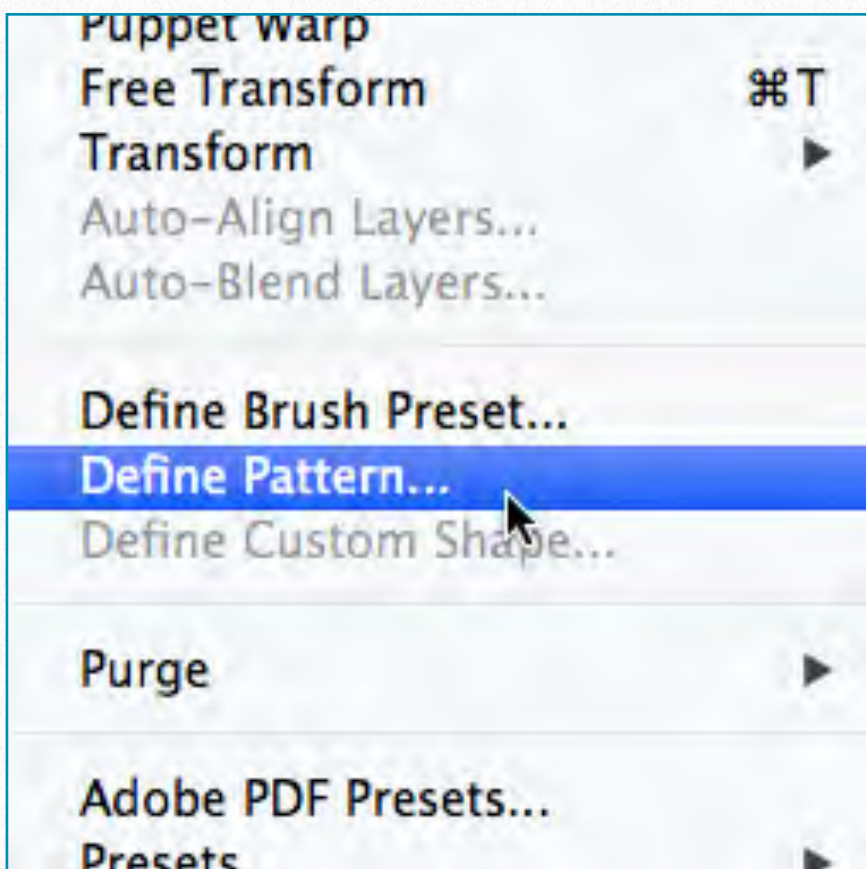 Puppet Warp
Free Transform ⌘T
Transform ▶
Auto-Align Layers...
Auto-Blend Layers...
Define Brush Preset...
Define Pattern...
Define Custom Shape...
Purge ▶
Adobe PDF Presets...
Presets ▶